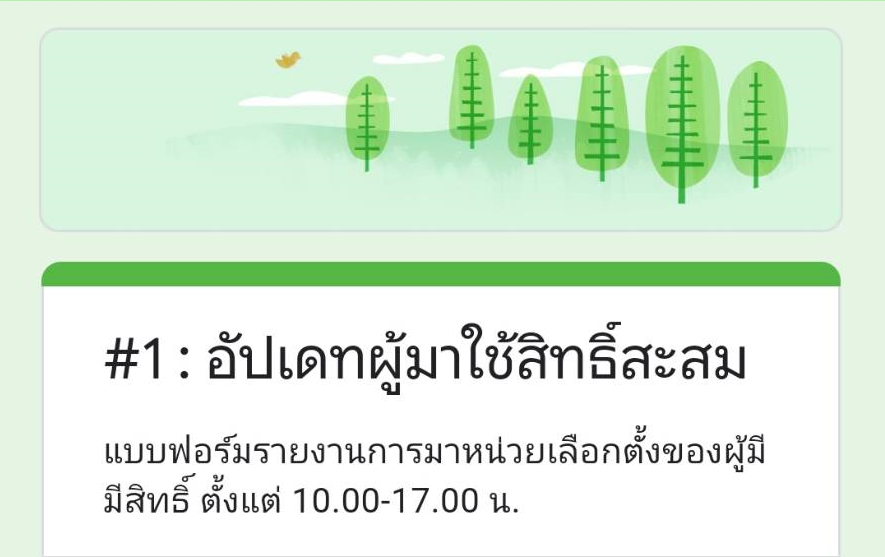 #1 : อัปเดทผู้มาใช้สิทธิ์สะสม
แบบฟอร์มรายงานการมาหน่วยเลือกตั้งของผู้มี
มีสิทธิ์ ตั้งแต่ 10.00-17.00 น.